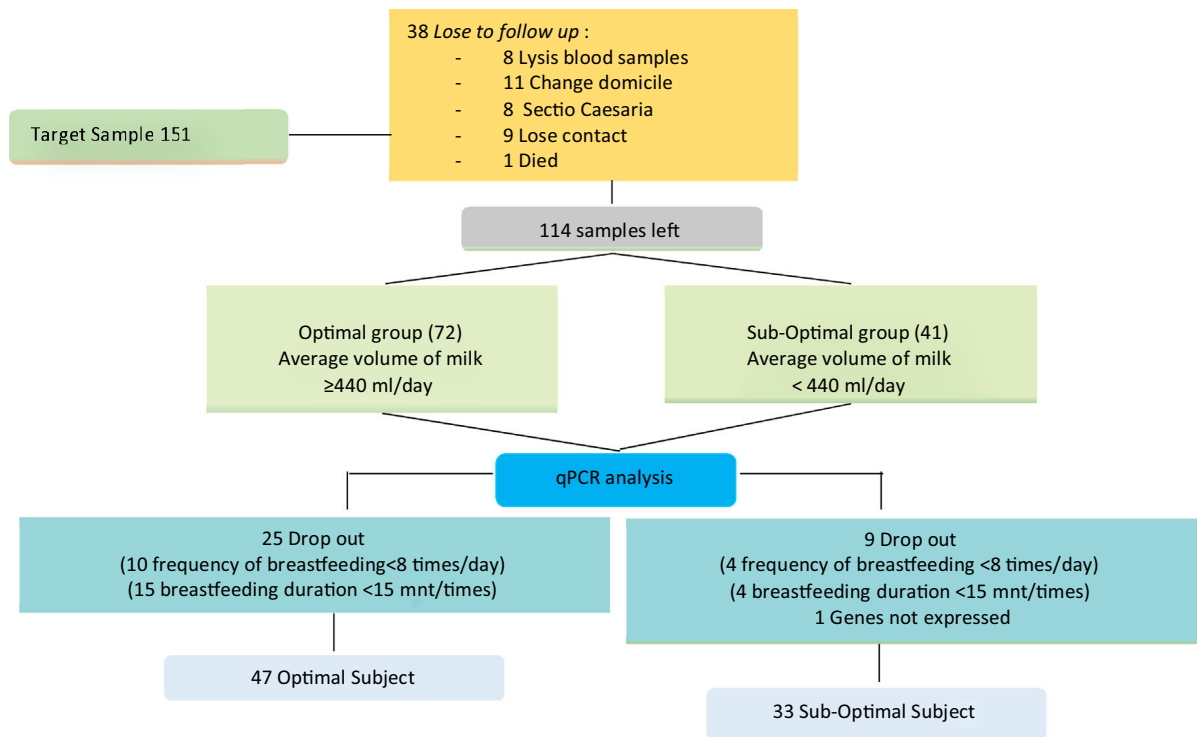 38 Lose to follow up :
- 8 Lysis blood samples
- 11 Change domicile
- 8 Sectio Caesaria
- 9 Lose contact
- 1 Died
Target Sample 151
114 samples left
Optimal group (72)
Average volume of milk
≥440 ml/day
Sub-Optimal group (41)
Average volume of milk
< 440 ml/day
qPCR analysis
25 Drop out
(10 frequency of breastfeeding<8 times/day)
(15 breastfeeding duration <15 mnt/times)
9 Drop out
(4 frequency of breastfeeding <8 times/day)
(4 breastfeeding duration <15 mnt/times)
1 Genes not expressed
47 Optimal Subject
33 Sub-Optimal Subject